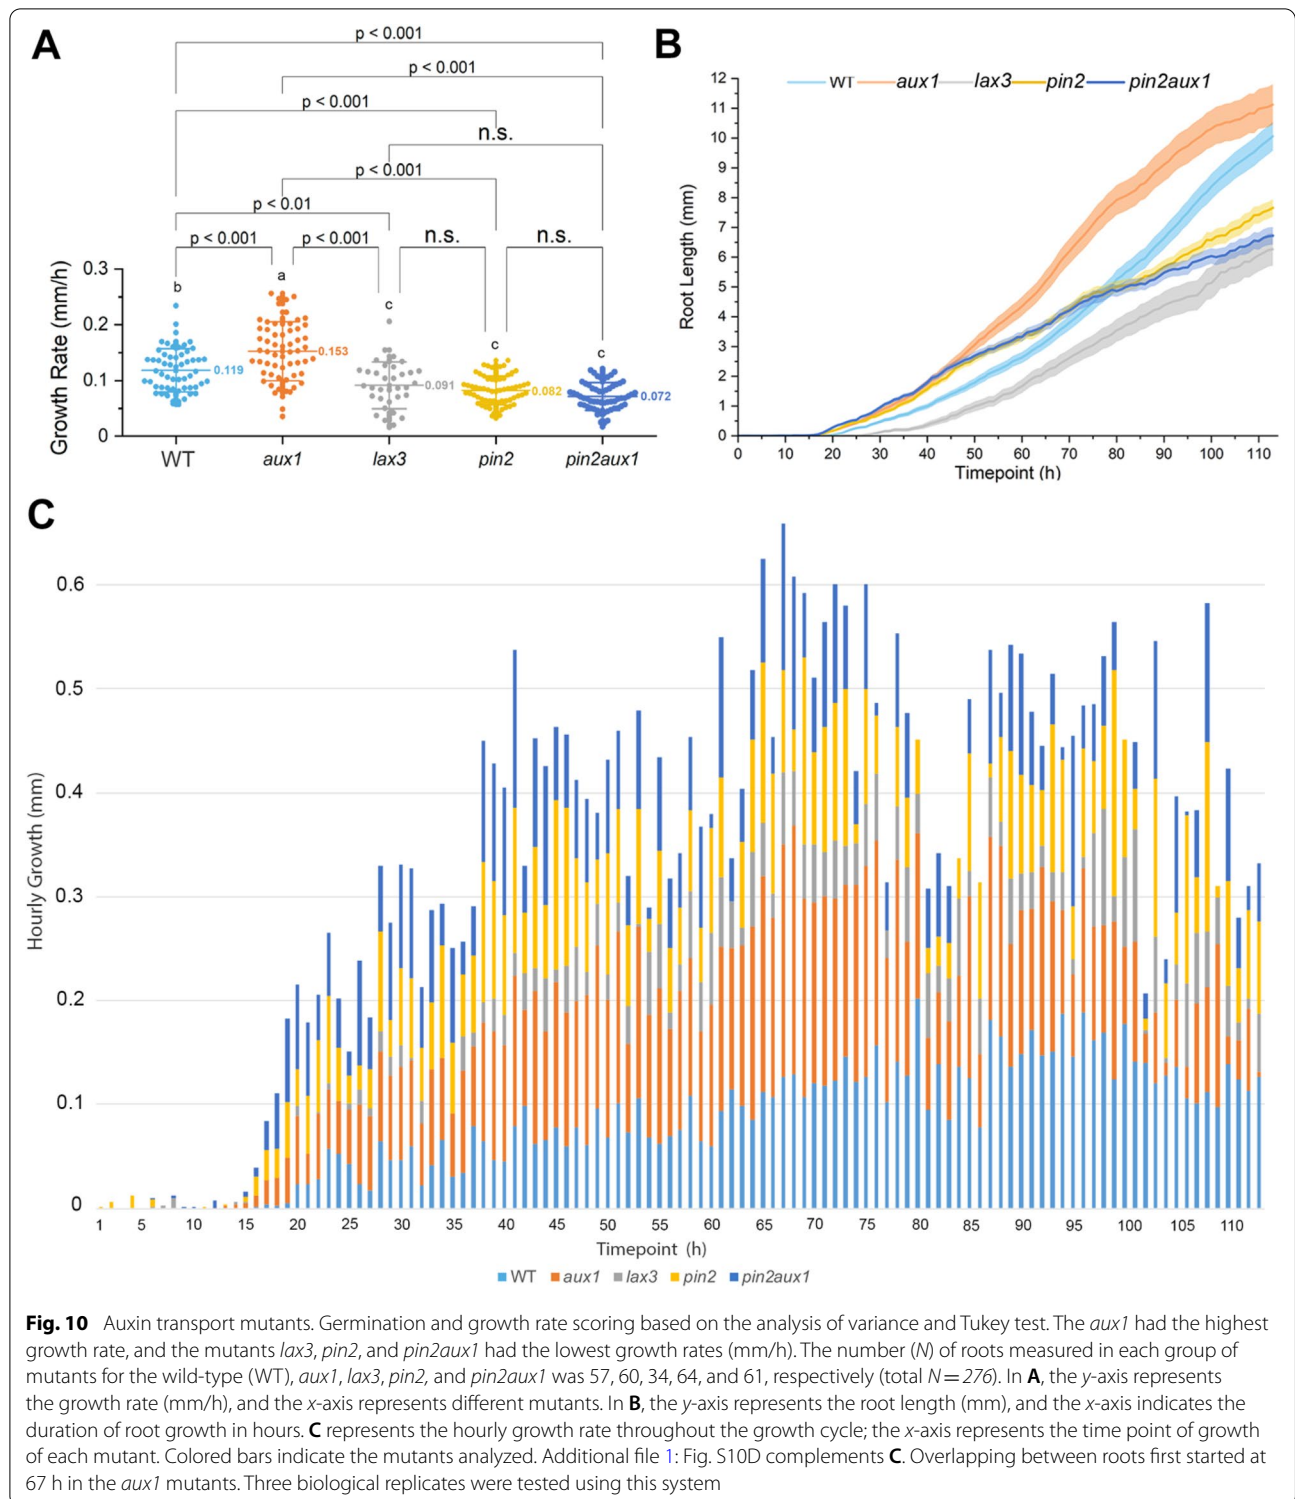 A
p < 0.001
p < 0.001
p < 0.001
n.s.
p < 0.001
p < 0.01
p < 0.001
p < 0.001
n.s.
n.s.
Growth Rate (mm/h)
0.3
0.2
0.1
0
b
a
c
c
c
0.119
0.153
0.091
0.082
0.072
WT
aux1
lax3
pin2
pin2aux1
B
WT
aux1
lax3
pin2
pin2aux1
Root Length (mm)
12
11
10
9
8
7
6
5
4
3
2
1
0
0 10 20 30 40 50 60 70 80 90 100 110
Timepoint (h)
C
Hourly Growth (mm)
0.6
0.5
0.4
0.3
0.2
0.1
0
1 5 10 15 20 25 30 35 40 45 50 55 60 65 70 75 80 85 90 95 100 105 110
Timepoint (h)
WT aux1 lax3 pin2 pin2aux1
Fig. 10 Auxin transport mutants. Germination and growth rate scoring based on the analysis of variance and Tukey test. The aux1 had the highest
growth rate, and the mutants lax3, pin2, and pin2aux1 had the lowest growth rates (mm/h). The number (N) of roots measured in each group of
mutants for the wild-type (WT), aux1, lax3, pin2, and pin2aux1 was 57, 60, 34, 64, and 61, respectively (total N = 276). In A, the y-axis represents
the growth rate (mm/h), and the x-axis represents different mutants. In B, the y-axis represents the root length (mm), and the x-axis indicates the
duration of root growth in hours. C represents the hourly growth rate throughout the growth cycle; the x-axis represents the time point of growth
of each mutant. Colored bars indicate the mutants analyzed. Additional file 1: Fig. S10D complements C. Overlapping between roots first started at
67 h in the aux1 mutants. Three biological replicates were tested using this system